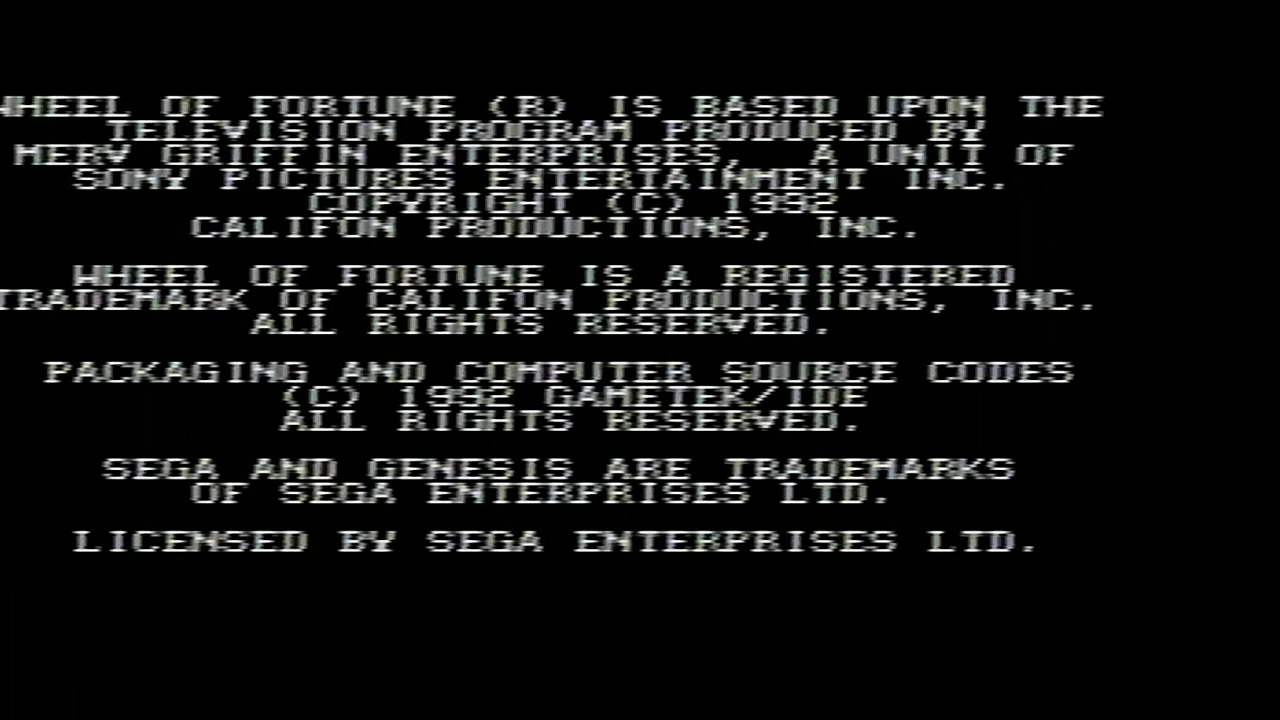 WHEEL OF FORTUNE (R) IS BASED UPON THE
TELEVISION PROGRAM PRODUCED BY
MERV GRIFFIN ENTERPRISES, A UNIT OF
SONY PICTURES ENTERTAINMENT INC.
COPYRIGHT (C) 1992
CALIFON PRODUCTIONS, INC.
WHEEL OF FORTUNE IS A REGISTERED
TRADEMARK OF CALIFON PRODUCTIONS, INC.
ALL RIGHTS RESERVED.
PACKAGING AND COMPUTER SOURCE CODES
(C) 1992 GAMETEK/IDE
ALL RIGHTS RESERVED.
SEGA AND GENESIS ARE TRADEMARKS
OF SEGA ENTERPRISES LTD.
LICENSED BY SEGA ENTERPRISES LTD.